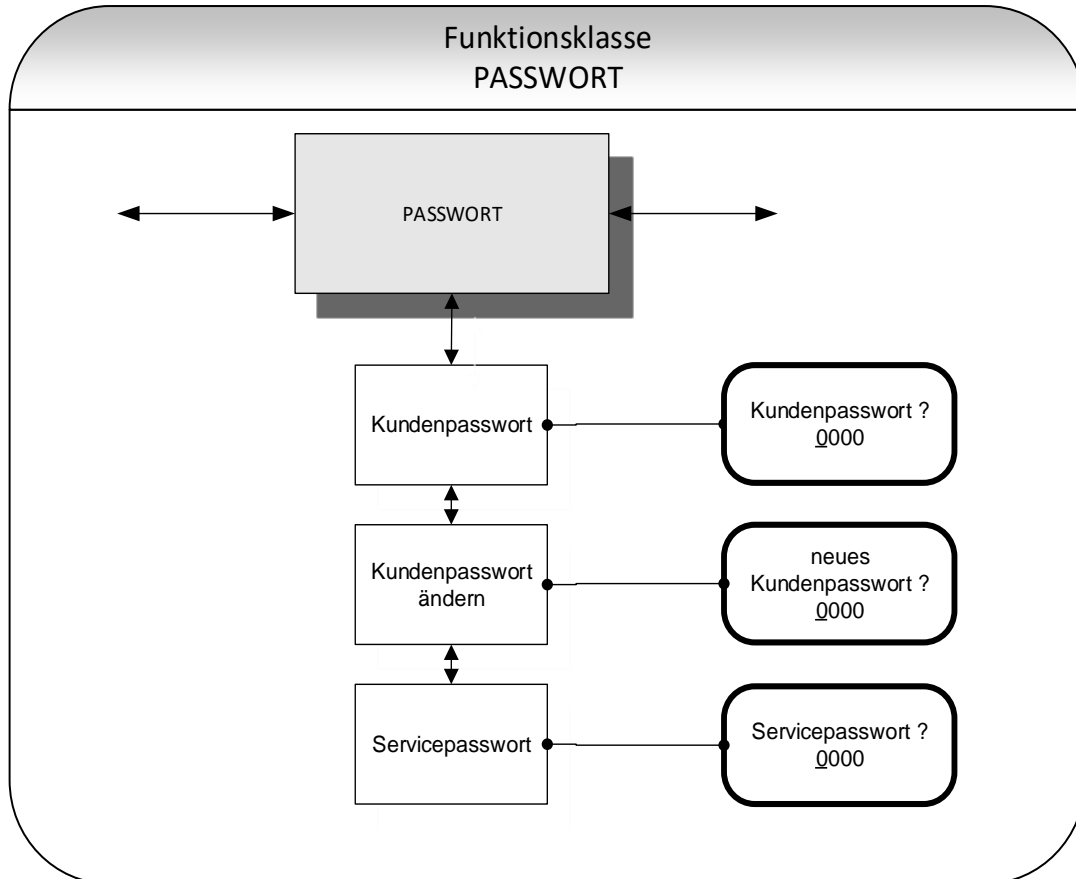 Funktionsklasse
PASSWORT
PASSWORT
Kundenpasswort
Kundenpasswort ?
0000
Kundenpasswort
ändern
neues
Kundenpasswort ?
0000
Servicepasswort
Servicepasswort ?
0000